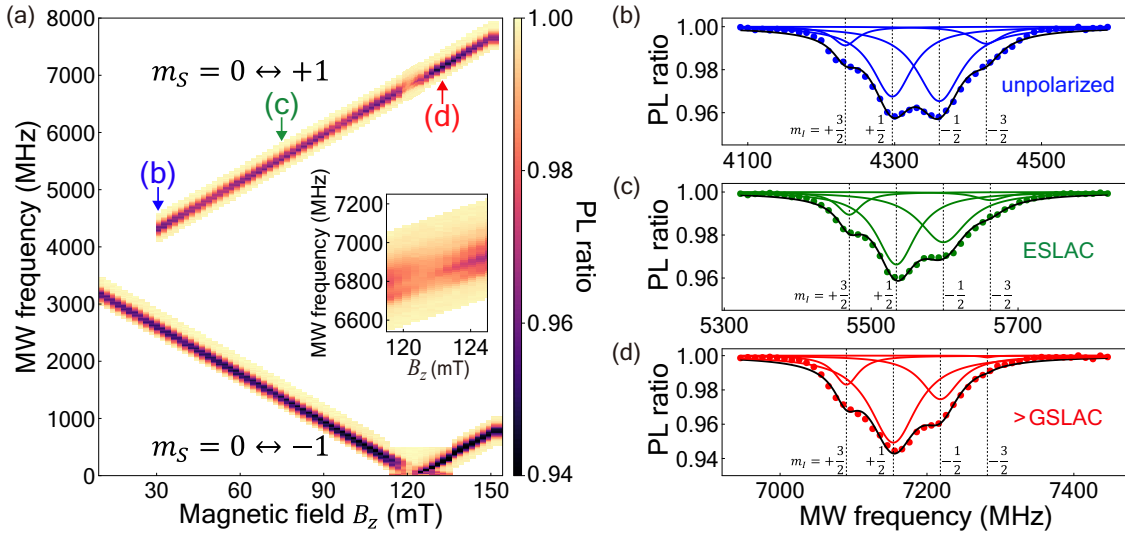 (a)
MW frequency (MHz)
8000
7000
6000
5000
4000
3000
2000
1000
0
m_S = 0 ↔ +1
(b)
(c)
(d)
m_S = 0 ↔ −1
MW frequency (MHz)
7200
7000
6800
6600
120
124
B_z (mT)
30
60
90
120
150
Magnetic field B_z (mT)
1.00
0.98
0.96
0.94
PL ratio
(b)
PL ratio
1.00
0.98
0.96
unpolarized
m_I = +3/2
+1/2
−1/2
−3/2
4100
4300
4500
(c)
PL ratio
1.00
0.98
0.96
ESLAC
m_I = +3/2
+1/2
−1/2
−3/2
5300
5500
5700
(d)
PL ratio
1.00
0.98
0.96
0.94
>GSLAC
m_I = +3/2
+1/2
−1/2
−3/2
7000
7200
7400
MW frequency (MHz)